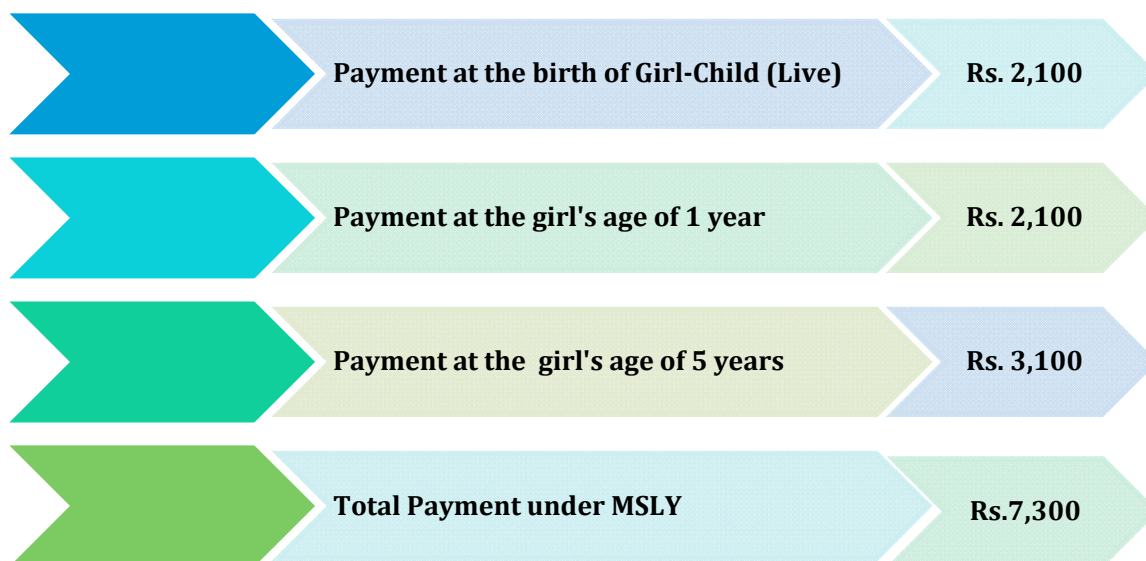 Payment at the birth of Girl-Child (Live) Rs. 2,100
Payment at the girl's age of 1 year Rs. 2,100
Payment at the girl's age of 5 years Rs. 3,100
Total Payment under MSLY Rs.7,300